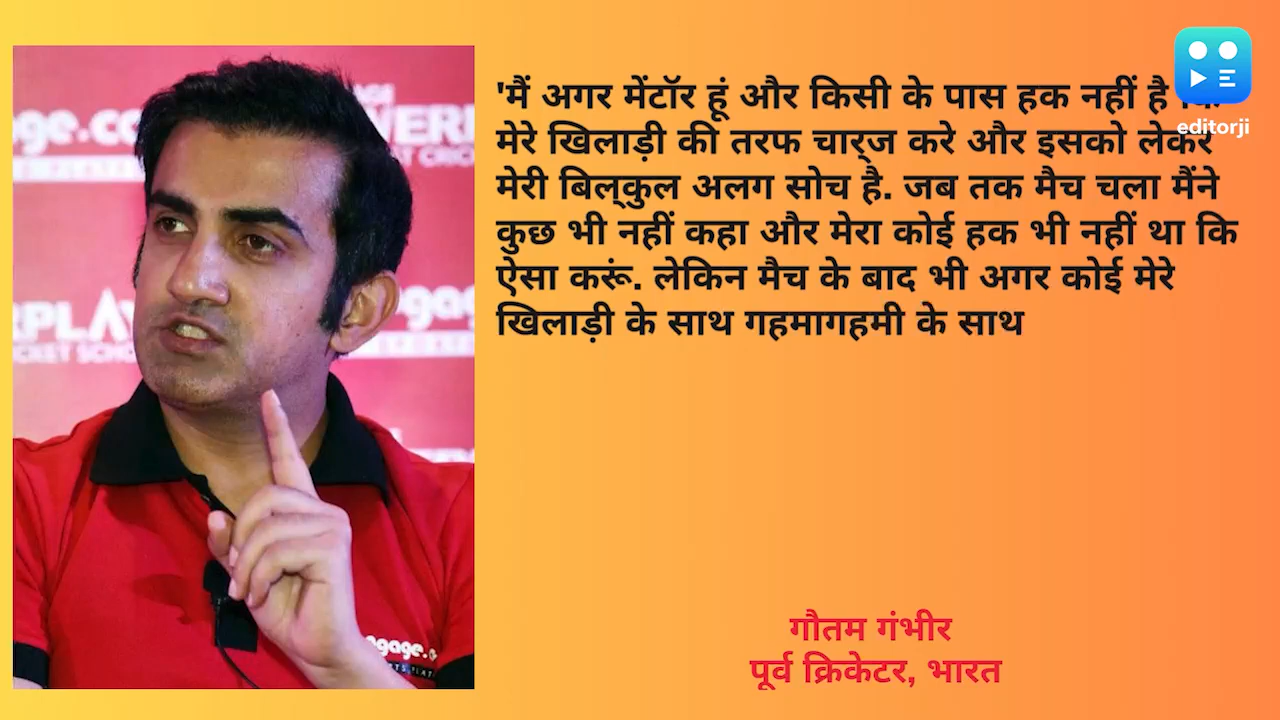 'मैं अगर मेंटॉर हूं और किसी के पास हक नहीं है
मेरे खिलाड़ी की तरफ चार्ज करे और इसको लेकर
मेरी बिल्कुल अलग सोच है. जब तक मैच चला मैंने
कुछ भी नहीं कहा और मेरा कोई हक भी नहीं था कि
ऐसा करूं. लेकिन मैच के बाद भी अगर कोई मेरे
खिलाड़ी के साथ गहमागहमी के साथ
गौतम गंभीर
पूर्व क्रिकेटर, भारत
editorji